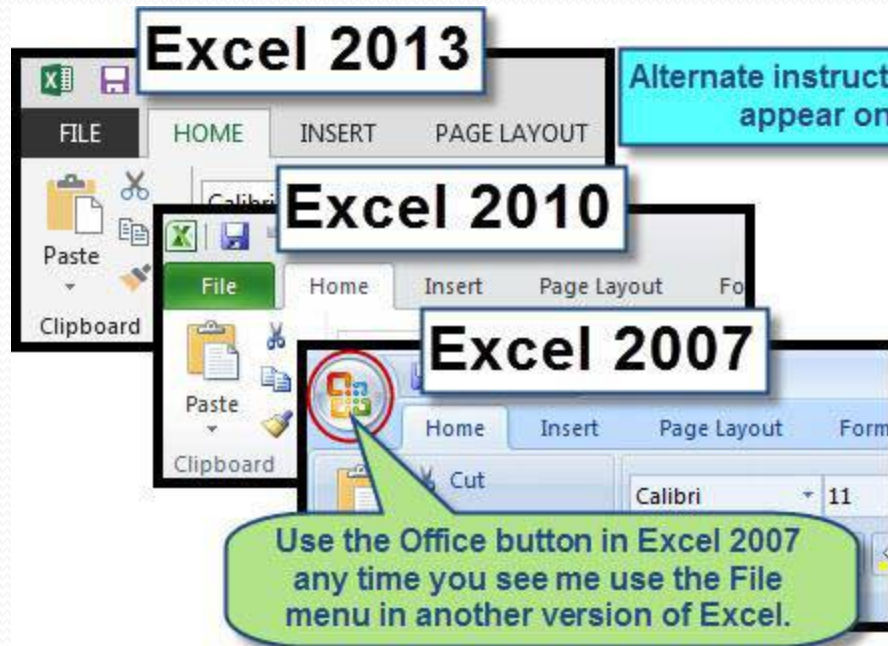 Excel 2013
Alternate instruct
appear on
FILE HOME INSERT PAGE LAYOUT
Paste
Clipboard
Excel 2010
File Home Insert Page Layout Fo
Paste
Clipboard
Excel 2007
Home Insert Page Layout Form
Cut
Calibri 11
Use the Office button in Excel 2007
any time you see me use the File
menu in another version of Excel.